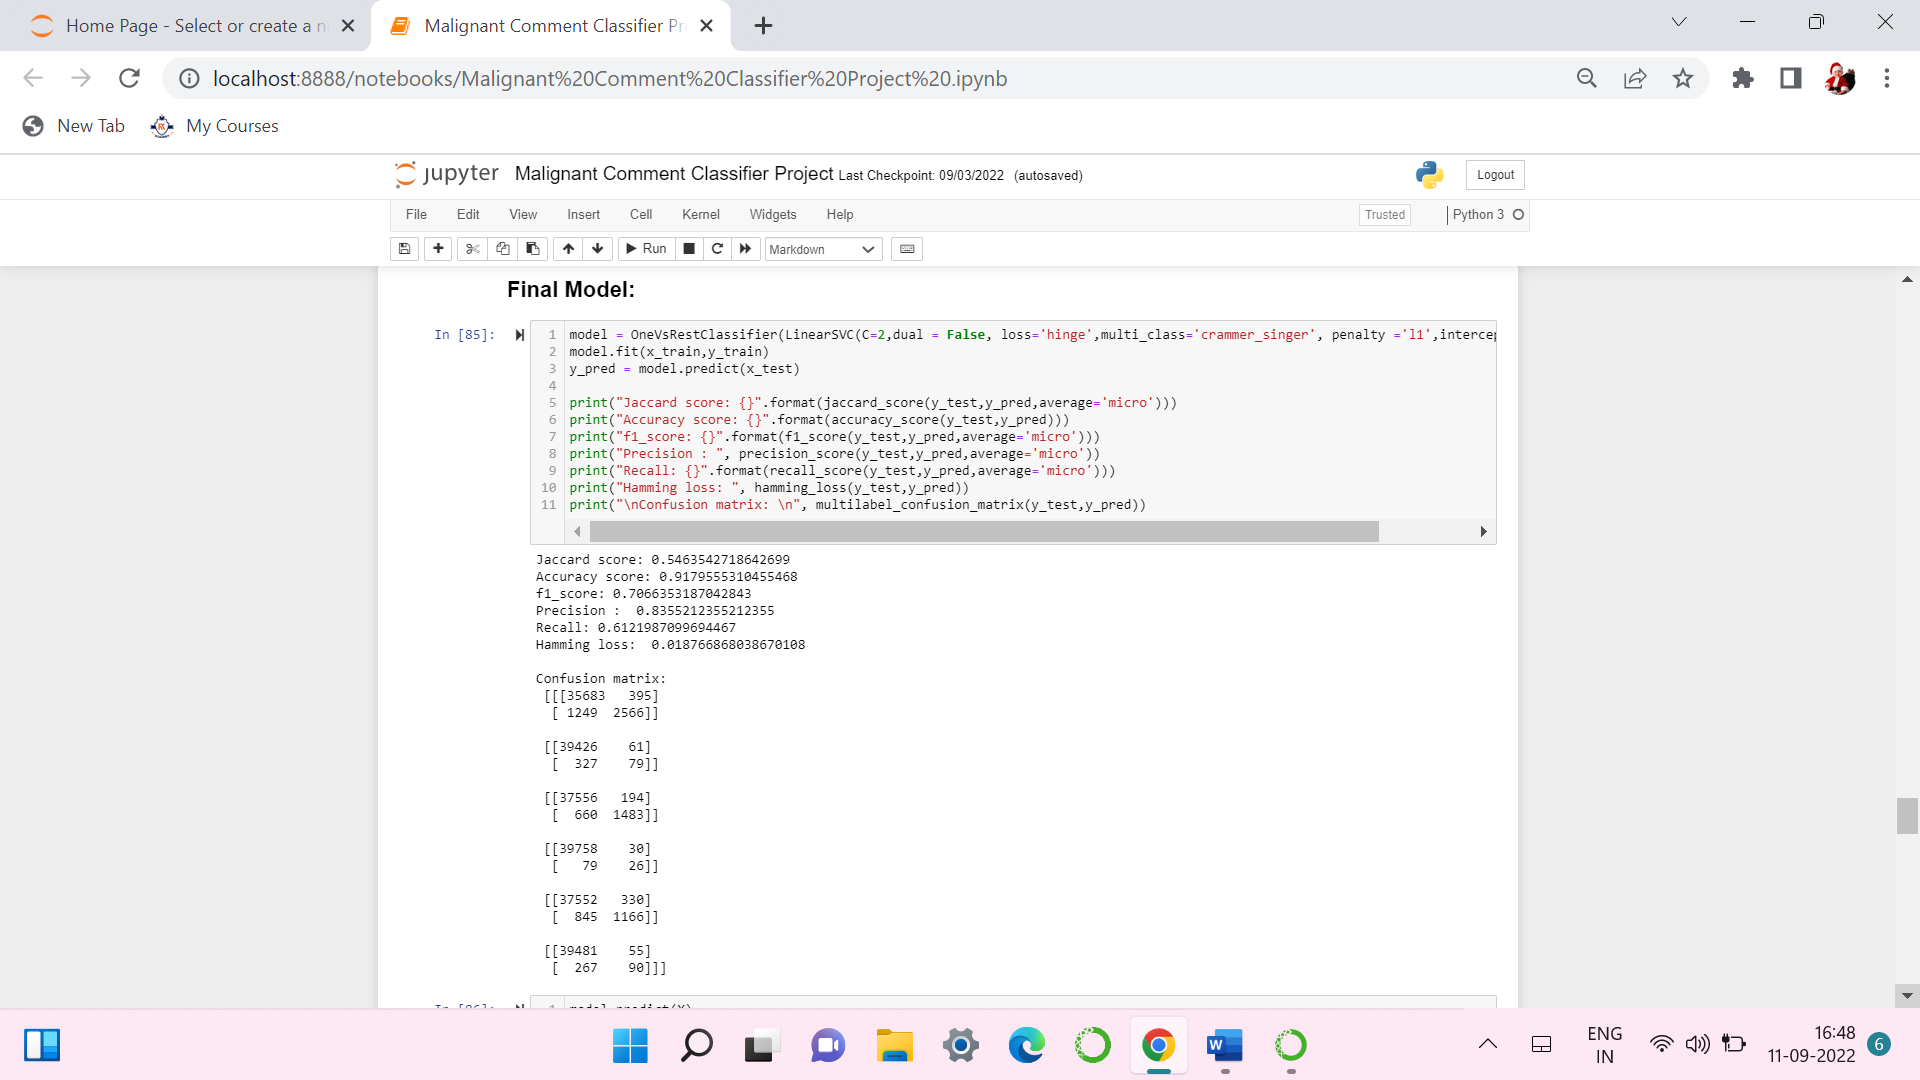 Home Page - Select or create a n
Malignant Comment Classifier Pr
localhost:8888/notebooks/Malignant%20Comment%20Classifier%20Project%20.ipynb
New Tab
My Courses
jupyter
Malignant Comment Classifier Project Last Checkpoint: 09/03/2022 (autosaved)
Logout
File Edit View Insert Cell Kernel Widgets Help
Trusted
Python 3
Run
Markdown
Final Model:
In [85]:
1 model = OneVsRestClassifier(LinearSVC(C=2,dual = False, loss='hinge',multi_class='crammer_singer', penalty ='l1',intercep
2 model.fit(x_train,y_train)
3 y_pred = model.predict(x_test)
4
5 print("Jaccard score: {}".format(jaccard_score(y_test,y_pred,average='micro')))
6 print("Accuracy score: {}".format(accuracy_score(y_test,y_pred)))
7 print("f1_score: {}".format(f1_score(y_test,y_pred,average='micro')))
8 print("Precision : ", precision_score(y_test,y_pred,average='micro'))
9 print("Recall: {}".format(recall_score(y_test,y_pred,average='micro')))
10 print("Hamming loss: ", hamming_loss(y_test,y_pred))
11 print("\nConfusion matrix: \n", multilabel_confusion_matrix(y_test,y_pred))
Jaccard score: 0.5463542718642699
Accuracy score: 0.9179555310455468
f1_score: 0.7066353187042843
Precision :  0.8355212355212355
Recall: 0.6121987099694467
Hamming loss:  0.018766868038670108
Confusion matrix:
[[[35683   395]
[ 1249  2566]]
[[39426    61]
[  327    79]]
[[37556   194]
[  660  1483]]
[[39758    30]
[   79    26]]
[[37552   330]
[  845  1166]]
[[39481    55]
[  267    90]]]
In [86]:
1 model.predict(X)
W
ENG
IN
16:48
11-09-2022
6